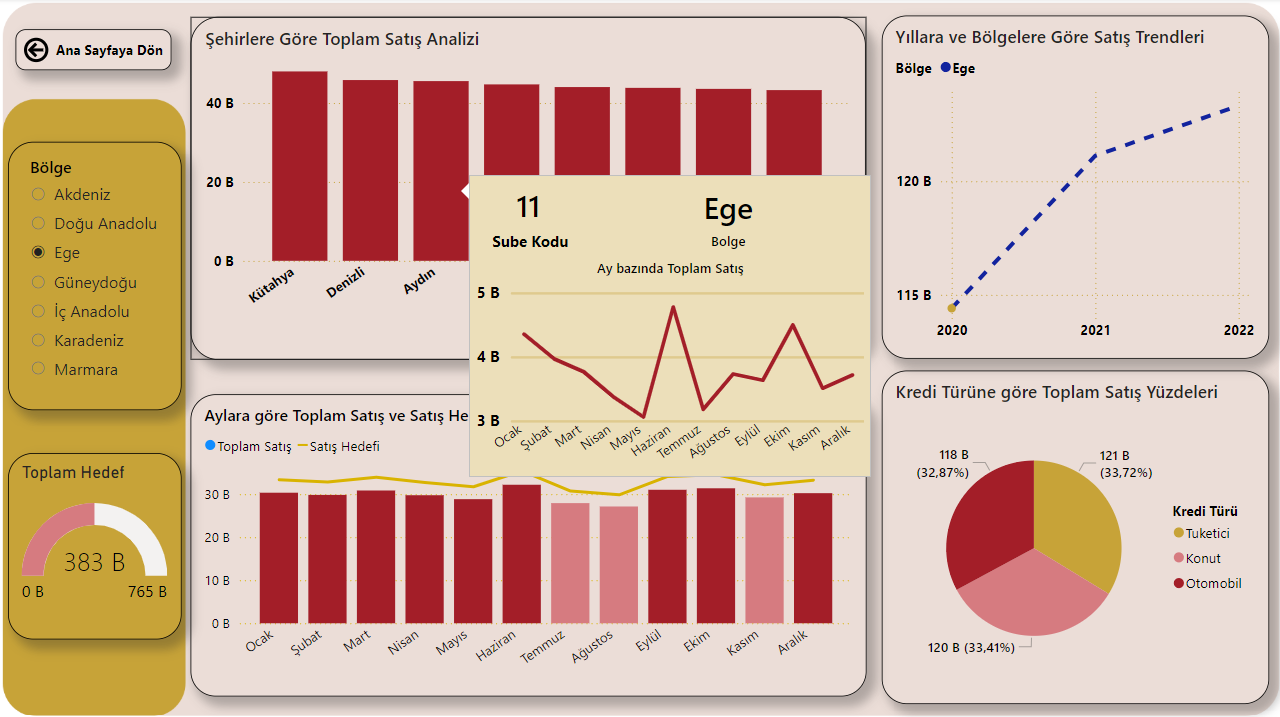 Ana Sayfaya Dön
Bölge
Akdeniz
Doğu Anadolu
Ege
Güneydoğu
İç Anadolu
Karadeniz
Marmara
Toplam Hedef
383 B
0 B
765 B
Şehirlere Göre Toplam Satış Analizi
40 B
20 B
0 B
Kütahya
Denizli
Aydın
11
Sube Kodu
Ege
Bolge
Ay bazında Toplam Satış
5 B
4 B
3 B
Ocak
Şubat
Mart
Nisan
Mayıs
Haziran
Temmuz
Ağustos
Eylül
Ekim
Kasım
Aralık
Aylara göre Toplam Satış ve Satış He
Toplam Satış
Satış Hedefi
30 B
20 B
10 B
0 B
Ocak
Şubat
Mart
Nisan
Mayıs
Haziran
Temmuz
Ağustos
Eylül
Ekim
Kasım
Aralık
Yıllara ve Bölgelere Göre Satış Trendleri
Bölge Ege
120 B
115 B
2020
2021
2022
Kredi Türüne göre Toplam Satış Yüzdeleri
118 B
(32,87%)
121 B
(33,72%)
120 B (33,41%)
Kredi Türü
Tuketici
Konut
Otomobil